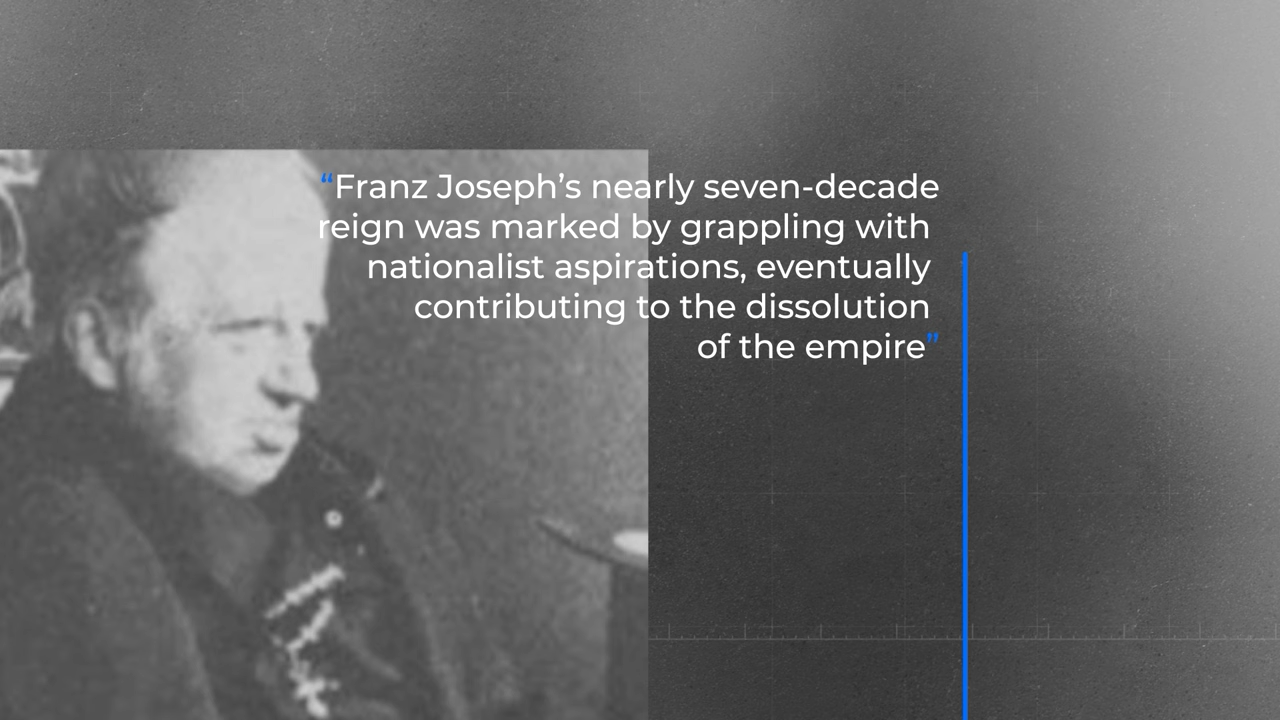 “Franz Joseph’s nearly seven-decade
reign was marked by grappling with
nationalist aspirations, eventually
contributing to the dissolution
of the empire”